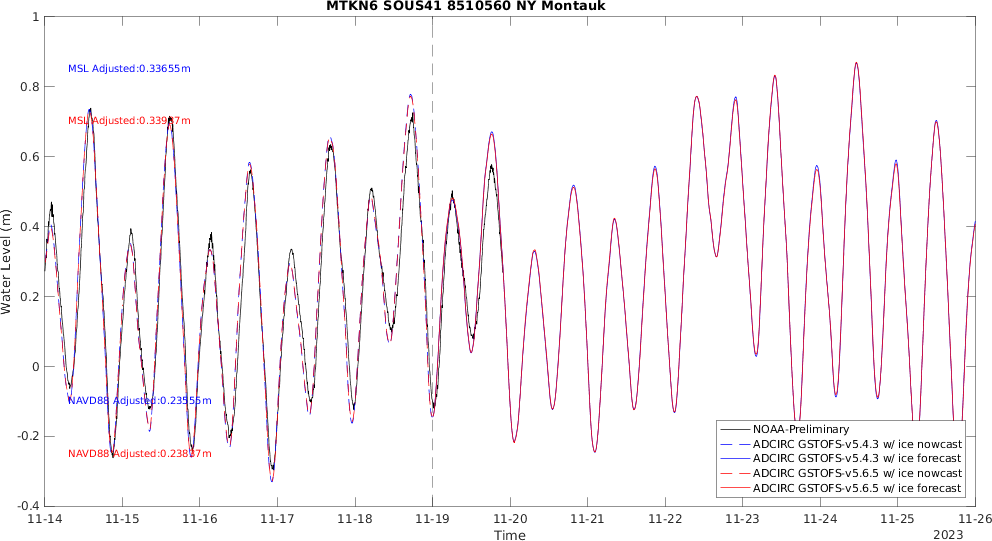 MTKN6 SOUS41 8510560 NY Montauk
Water Level (m)
1
0.8
0.6
0.4
0.2
0
-0.2
-0.4
MSL Adjusted:0.33655m
MSL
NAVD88 Adjusted:0.23555m
NAVD88 Adjusted:0.23887m
NOAA-Preliminary
ADCIRC GSTOFS-v5.4.3 w/ ice nowcast
ADCIRC GSTOFS-v5.4.3 w/ ice forecast
ADCIRC GSTOFS-v5.6.5 w/ ice nowcast
ADCIRC GSTOFS-v5.6.5 w/ ice forecast
11-14 11-15 11-16 11-17 11-18 11-19 11-20 11-21 11-22 11-23 11-24 11-25 11-26
Time
2023